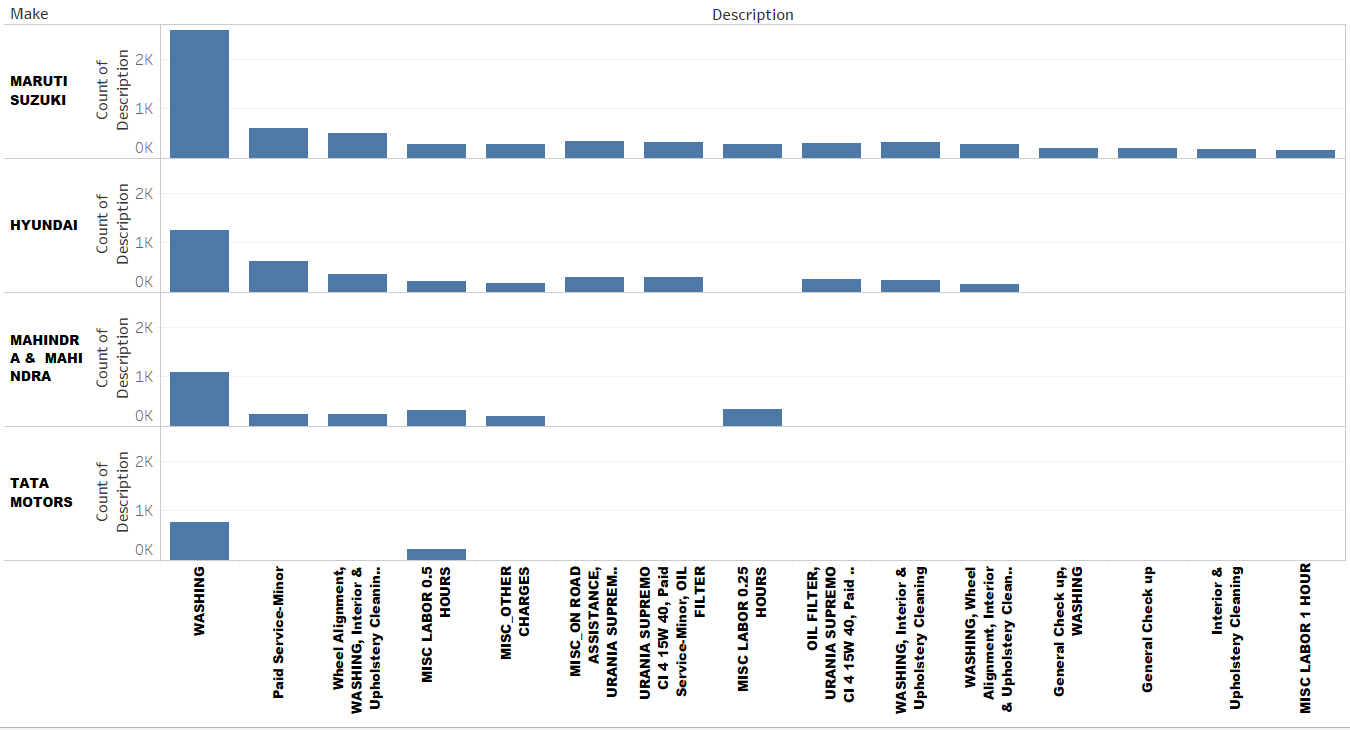 Make
Description
MARUTI
SUZUKI
Count of
Description
2K
1K
0K
HYUNDAI
Count of
Description
2K
1K
0K
MAHINDR
A & MAHI
NDRA
Count of
Description
2K
1K
0K
TATA
MOTORS
Count of
Description
2K
1K
0K
WASHING
Paid Service-Minor
Wheel Alignment,
WASHING, Interior &
Upholstery Cleanin..
MISC LABOR 0.5
HOURS
MISC_OTHER
CHARGES
MISC_ON ROAD
ASSISTANCE,
URANIA SUPREM..
URANIA SUPREMO
CI 4 15W 40, Paid
Service-Minor, OIL
FILTER
MISC LABOR 0.25
HOURS
OIL FILTER,
URANIA SUPREMO
CI 4 15W 40, Paid ..
WASHING, Interior &
Upholstery Cleaning
WASHING, Wheel
Alignment, Interior
& Upholstery Clean..
General Check up,
WASHING
General Check up
Interior &
Upholstery Cleaning
MISC LABOR 1 HOUR